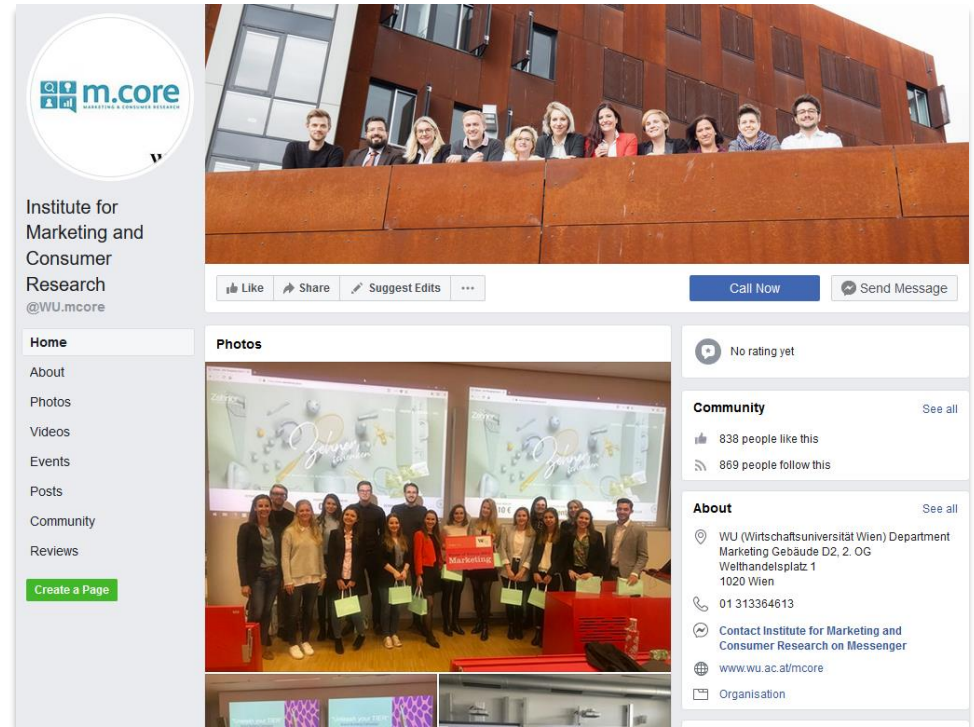 m.core
MARKETING & CONSUMER RESEARCH
Institute for
Marketing and
Consumer
Research
@WU.mcore
Home
About
Photos
Videos
Events
Posts
Community
Reviews
Create a Page
Like
Share
Suggest Edits
...
Call Now
Send Message
Photos
Zehner
Zehner
Marketing
10 €
No rating yet
Community
See all
838 people like this
869 people follow this
About
See all
WU (Wirtschaftsuniversität Wien) Department
Marketing Gebäude D2, 2. OG
Welthandelsplatz 1
1020 Wien
01 313364613
Contact Institute for Marketing and
Consumer Research on Messenger
www.wu.ac.at/mcore
Organisation